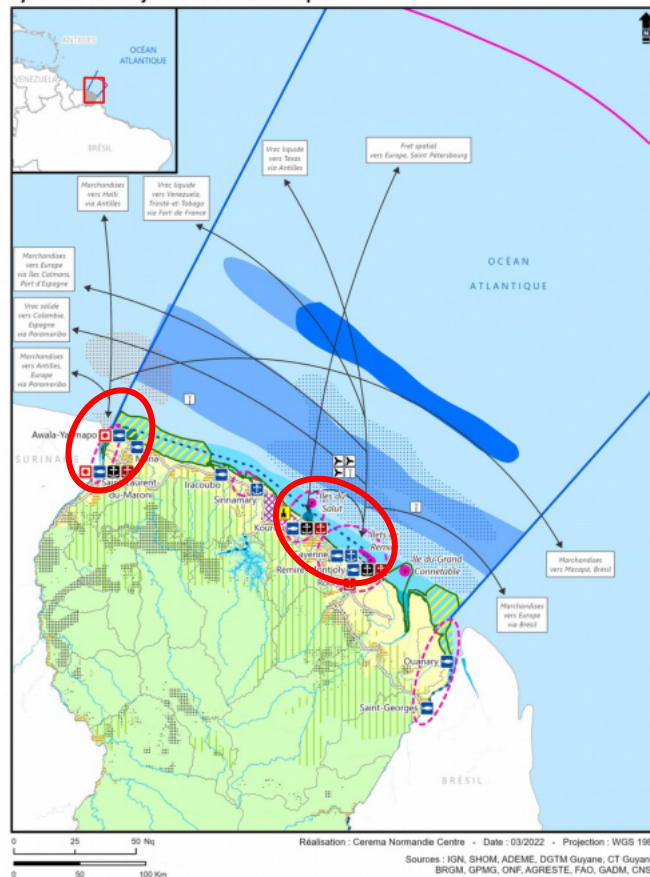 ANTILLES
OCÉAN
ATLANTIQUE
VENEZUELA
BRÉSIL
N
Vrac liquide
vers Texas
via Antilles
Fret spatial
vers Europe, Saint Pétersbourg
Marchandises
vers Haïti
via Antilles
Vrac liquide
vers Venezuela,
Trinité-et-Tobago
via Fort de France
Marchandises
vers Europe
via Îles Caïmans,
Port d'Espagne
Vrac solide
vers Colombie,
Espagne
via Paramaribo
Marchandises
vers Antilles,
Europe
via Paramaribo
OCÉAN
ATLANTIQUE
Awala-Yalimapo
SURINAME
Mana
Saint-Laurent
du-Maroni
Iracoubo
Sinnamary
Îles du
Salut
Kourou
Cayenne
Îlets
Rémire-Montjoly
Île du-Grand
Connétable
Marchandises
vers Macapá, Brésil
Marchandises
vers Europe
via Brésil
Ouanary
Saint-Georges
BRÉSIL
0 25 50 Nq
0 50 100 Km
Réalisation : Cerema Normandie Centre - Date : 03/2022 - Projection : WGS 198
Sources : IGN, SHOM, ADEME, DGTM Guyane, CT Guyan
BRGM, GPMG, ONF, AGRESTE, FAO, GADM, CNS